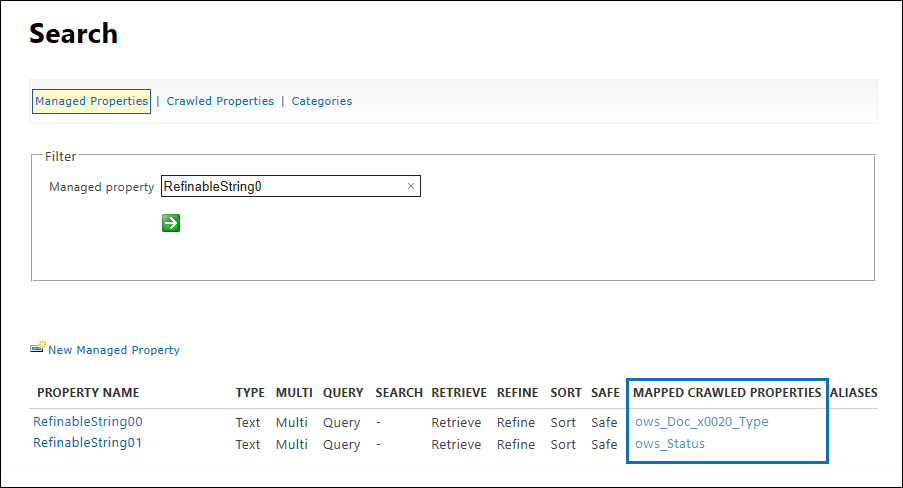 Search
Managed Properties | Crawled Properties | Categories
Filter
Managed property RefinableString0 ×
New Managed Property
PROPERTY NAME TYPE MULTI QUERY SEARCH RETRIEVE REFINE SORT SAFE MAPPED CRAWLED PROPERTIES ALIASES
RefinableString00 Text Multi Query - Retrieve Refine Sort Safe ows_Doc_x0020_Type
RefinableString01 Text Multi Query - Retrieve Refine Sort Safe ows_Status